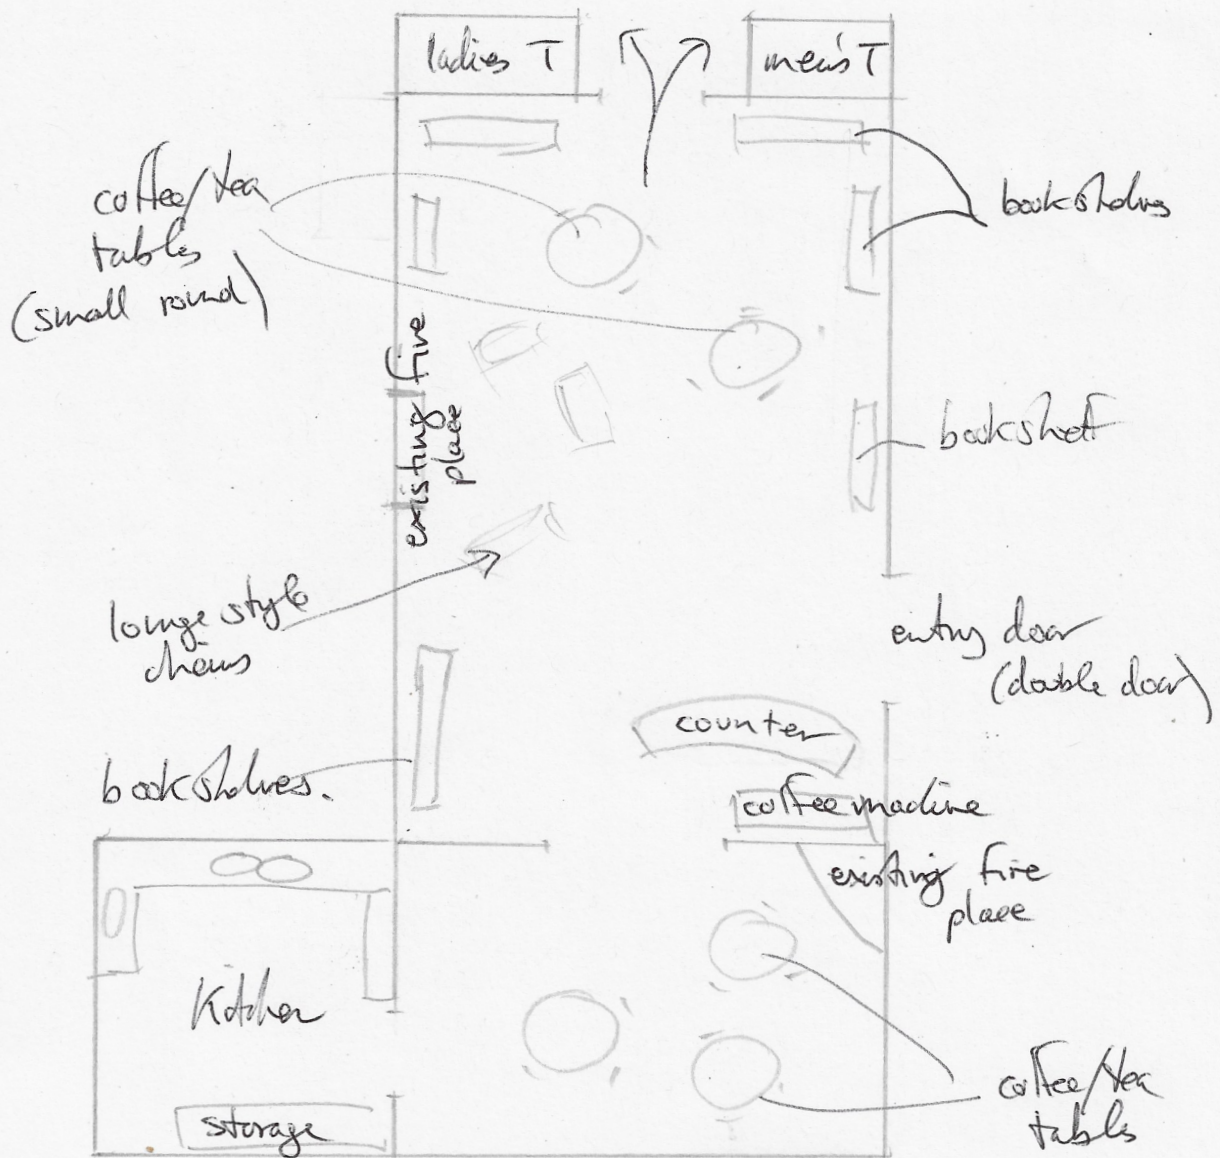 ladies T
men's T
coffee/tea
tables
(small round)
bookshelves
existing fire
place
bookshelf
lounge style
chairs
entry door
(double door)
counter
bookshelves.
coffee machine
existing fire
place
Kitchen
storage
coffee/tea
tables